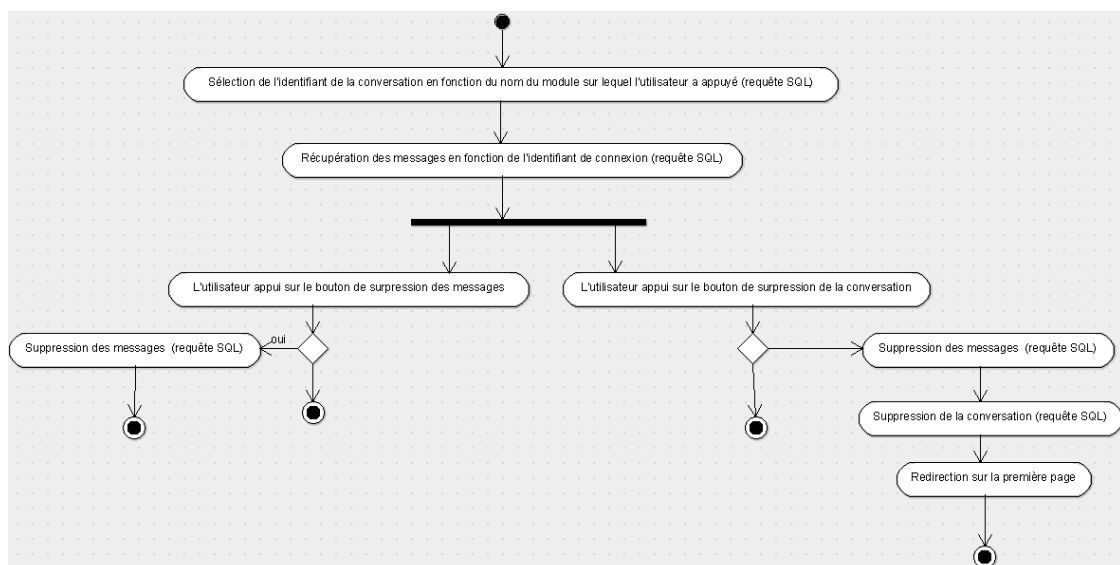 Sélection de l'identifiant de la conversation en fonction du nom du module sur lequel l'utilisateur a appuyé (requête SQL)
Récupération des messages en fonction de l'identifiant de connexion (requête SQL)
L'utilisateur appui sur le bouton de surpression des messages
L'utilisateur appui sur le bouton de surpression de la conversation
Suppression des messages (requête SQL)
oui
Suppression des messages (requête SQL)
Suppression de la conversation (requête SQL)
Redirection sur la première page